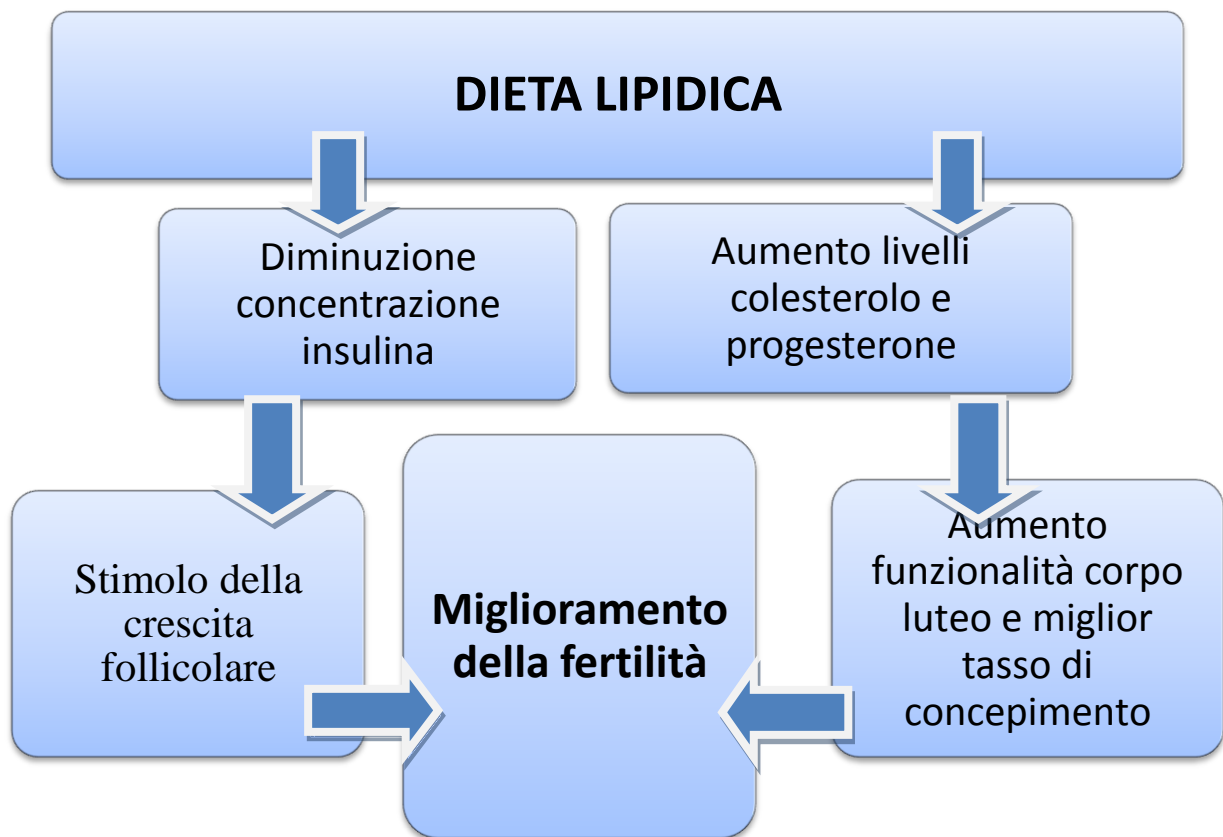 DIETA LIPIDICA
Diminuzione
concentrazione
insulina
Aumento livelli
colesterolo e
progesterone
Stimolo della
crescita
follicolare
Miglioramento
della fertilità
Aumento
funzionalità corpo
luteo e miglior
tasso di
concepimento